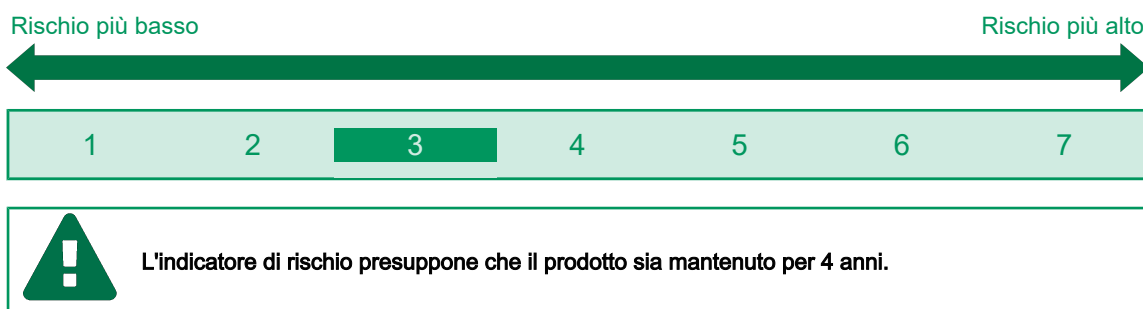 Rischio più basso Rischio più alto
1 2 3 4 5 6 7
L'indicatore di rischio presuppone che il prodotto sia mantenuto per 4 anni.